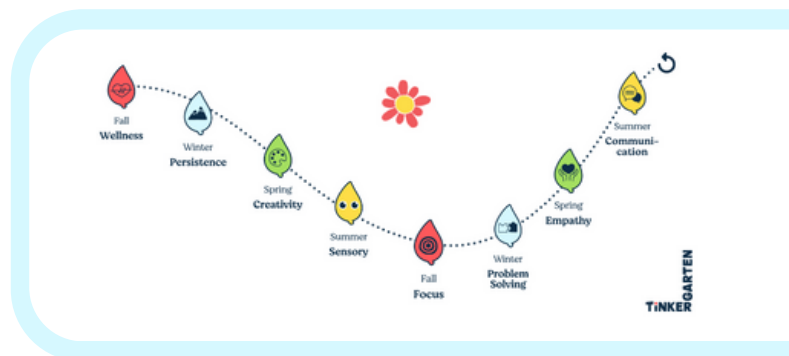 Fall
Wellness
Winter
Persistence
Spring
Creativity
Summer
Sensory
Fall
Focus
Winter
Problem
Solving
Spring
Empathy
Summer
Communi-
cation
TiNKER
GARTEN